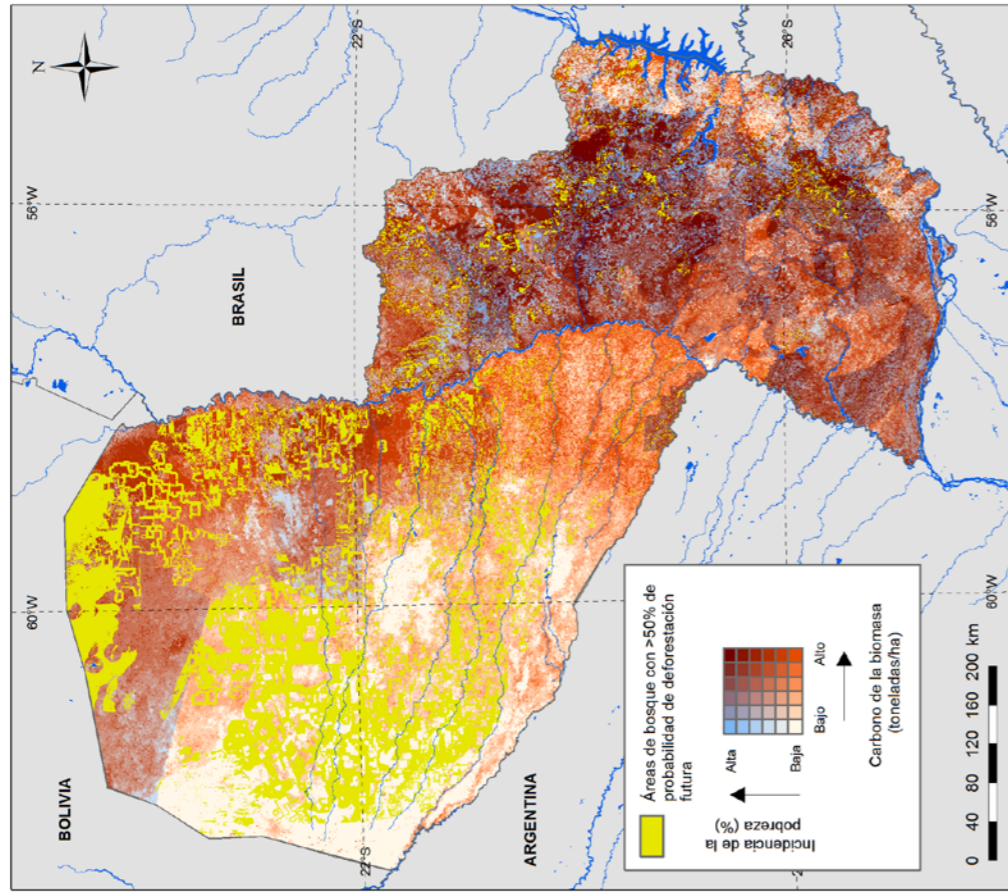 N
22°S
26°S
56°W
56°W
BRASIL
60°W
60°W
BOLIVIA
22°S
ARGENTINA
Áreas de bosque con >50% de
probabilidad de deforestación
futura
Incidencia de la
pobreza (%)
Alta
Baja
Bajo
Alto
Carbono de la biomasa
(toneladas/ha)
0 40 80 120 160 200 km